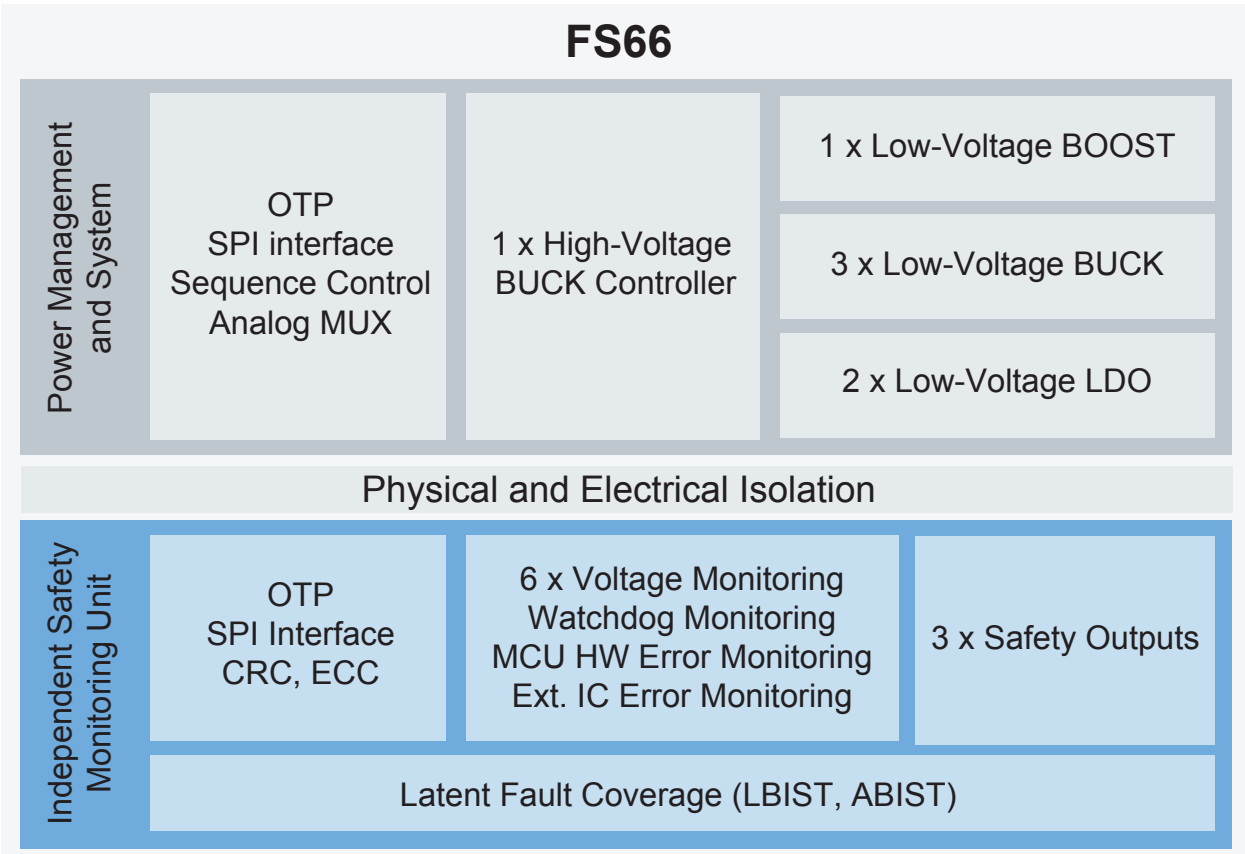 FS66
Power Management
and System
OTP
SPI interface
Sequence Control
Analog MUX
1 x High-Voltage
BUCK Controller
1 x Low-Voltage BOOST
3 x Low-Voltage BUCK
2 x Low-Voltage LDO
Physical and Electrical Isolation
Independent Safety
Monitoring Unit
OTP
SPI Interface
CRC, ECC
6 x Voltage Monitoring
Watchdog Monitoring
MCU HW Error Monitoring
Ext. IC Error Monitoring
3 x Safety Outputs
Latent Fault Coverage (LBIST, ABIST)